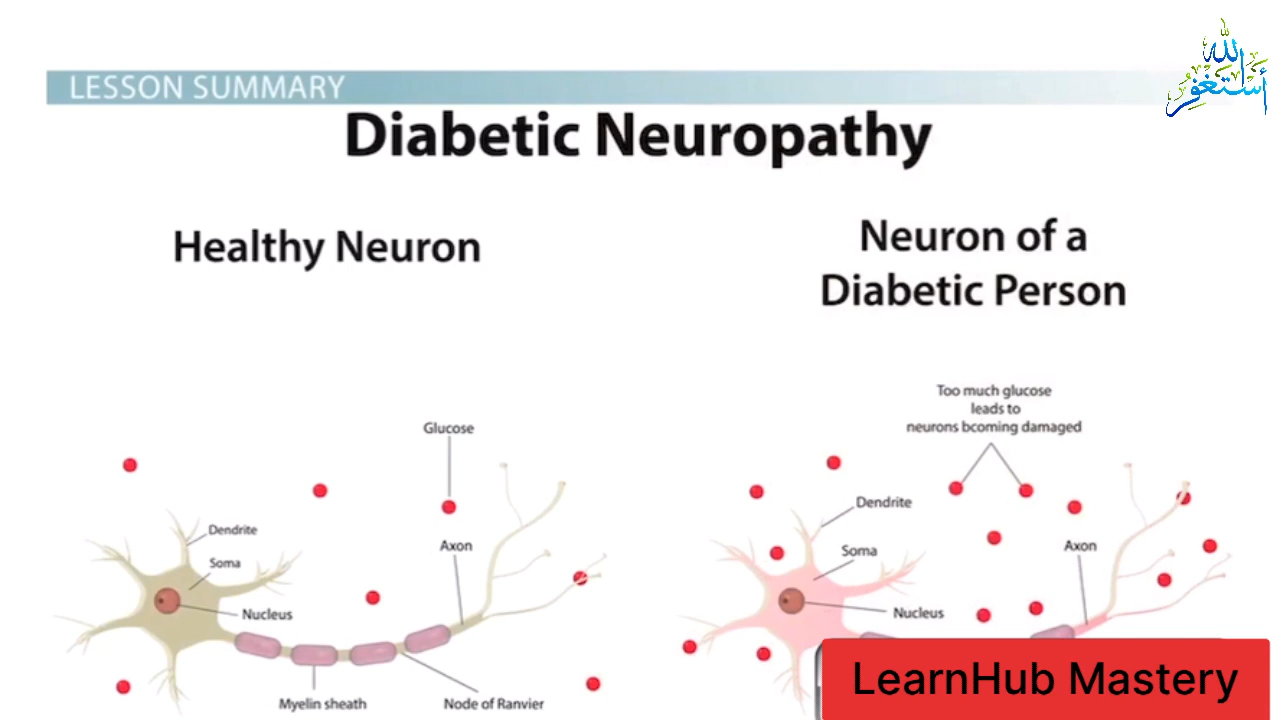 LESSON SUMMARY
أستغفر الله
Diabetic Neuropathy
Healthy Neuron
Neuron of a
Diabetic Person
Glucose
Dendrite
Soma
Nucleus
Axon
Myelin sheath
Node of Ranvier
Too much glucose
leads to
neurons bcoming damaged
Dendrite
Soma
Nucleus
Axon
LearnHub Mastery